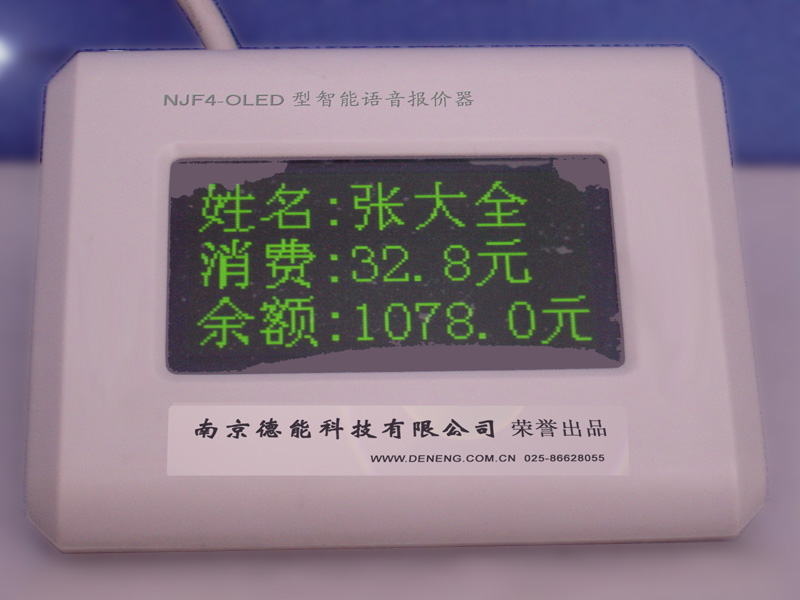 NJF4-OLED 型智能语音报价器
姓名:张大全
消费:32.8元
余额:1078.0元
南京德能科技有限公司 荣誉出品
WWW.DENENG.COM.CN 025-86628055